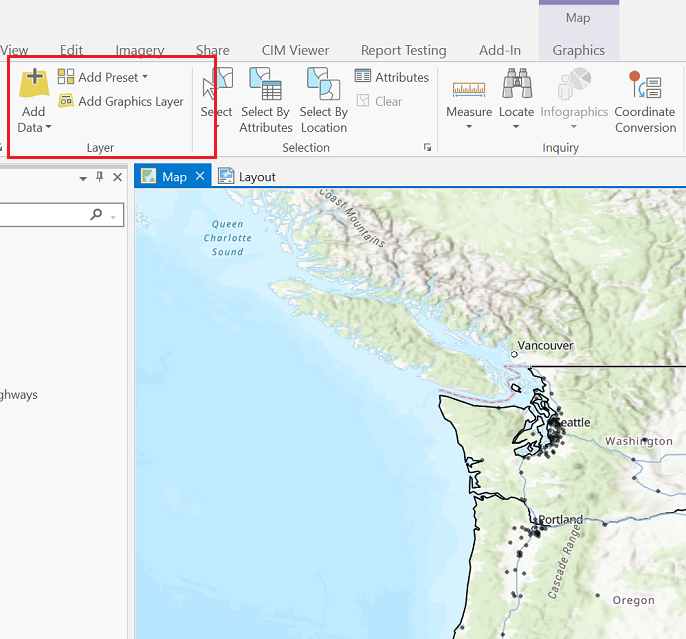 Map
View Edit Imagery Share CIM Viewer Report Testing Add-In Graphics
Add Preset
Add Graphics Layer
Add
Data
Layer
Select
Select By
Attributes
Select By
Location
Attributes
Clear
Selection
Measure
Locate
Infographics
Coordinate
Conversion
Inquiry
Map
Layout
ghways
Queen
Charlotte
Sound
Coast Mountains
Vancouver
Seattle
Washington
Portland
Cascade Range
Oregon